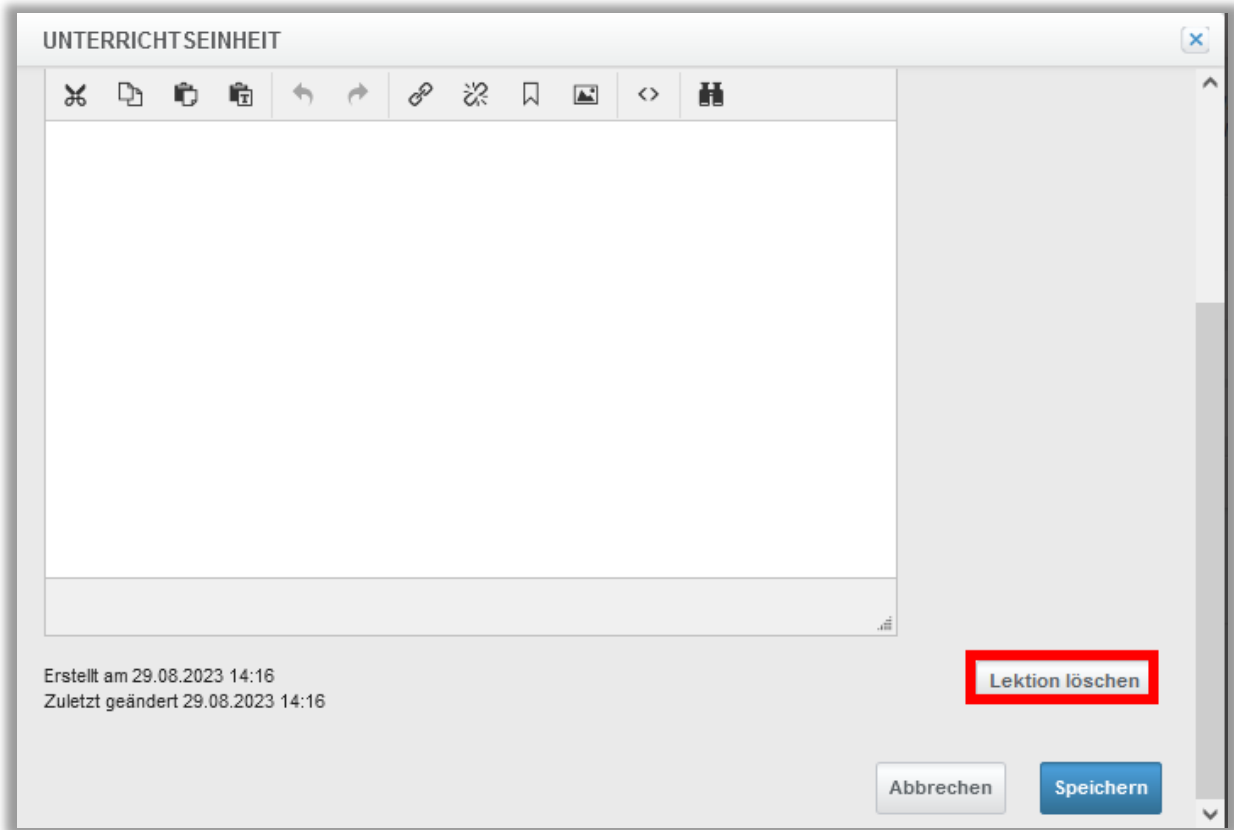 UNTERRICHTSEINHEIT
Erstellt am 29.08.2023 14:16
Zuletzt geändert 29.08.2023 14:16
Lektion löschen
Abbrechen
Speichern